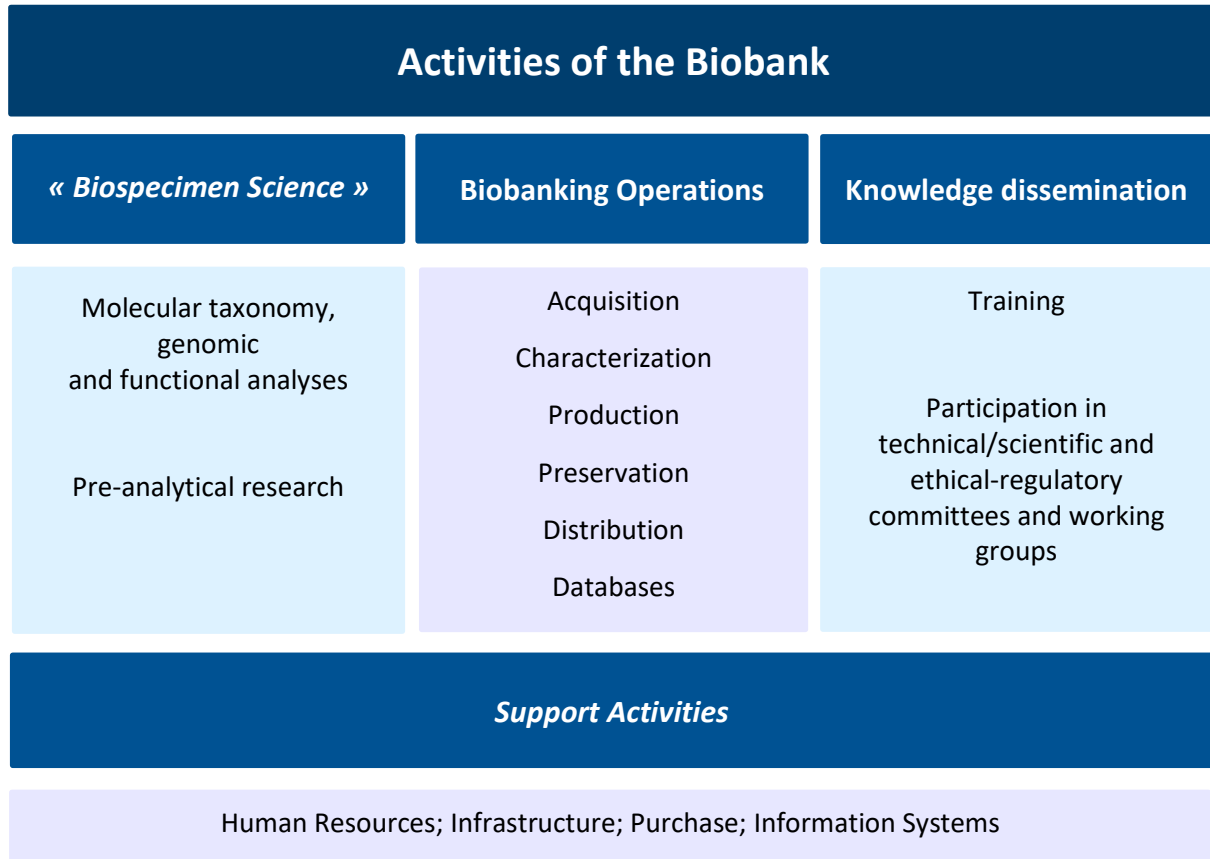 Activities of the Biobank
« Biospecimen Science »
Biobanking Operations
Knowledge dissemination
Molecular taxonomy,
genomic
and functional analyses
Pre-analytical research
Acquisition
Characterization
Production
Preservation
Distribution
Databases
Training
Participation in
technical/scientific and
ethical-regulatory
committees and working
groups
Support Activities
Human Resources; Infrastructure; Purchase; Information Systems